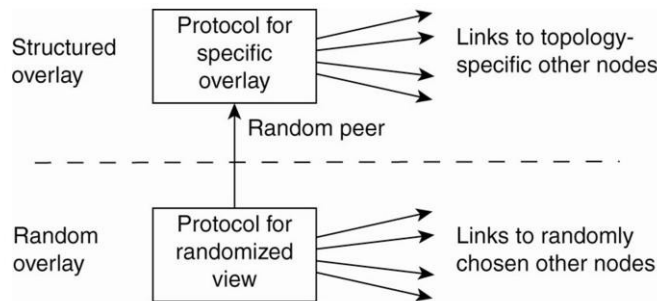 Structured
overlay
Protocol for
specific
overlay
Links to topology-
specific other nodes
Random peer
Random
overlay
Protocol for
randomized
view
Links to randomly
chosen other nodes